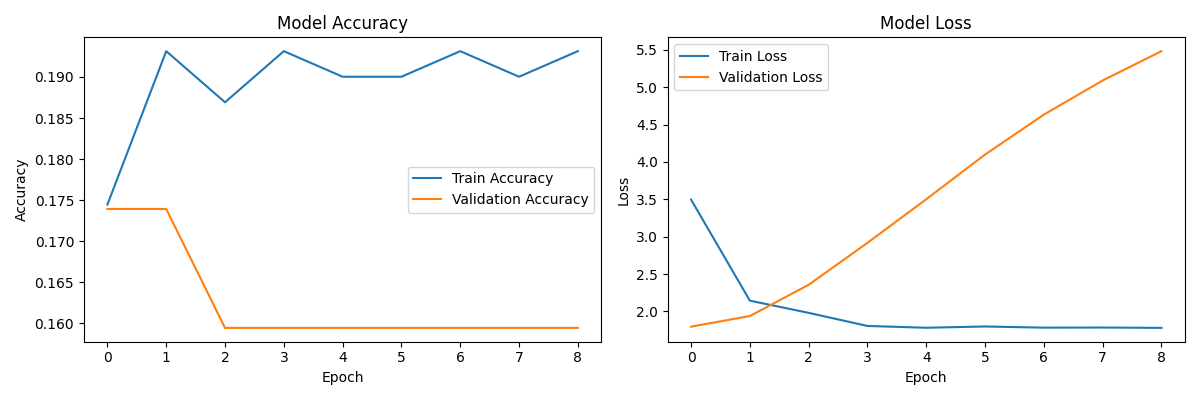 Model Accuracy
0.190
0.185
0.180
0.175
0.170
0.165
0.160
Accuracy
Train Accuracy
Validation Accuracy
0 1 2 3 4 5 6 7 8
Epoch
Model Loss
5.5
5.0
4.5
4.0
3.5
3.0
2.5
2.0
Loss
Train Loss
Validation Loss
0 1 2 3 4 5 6 7 8
Epoch